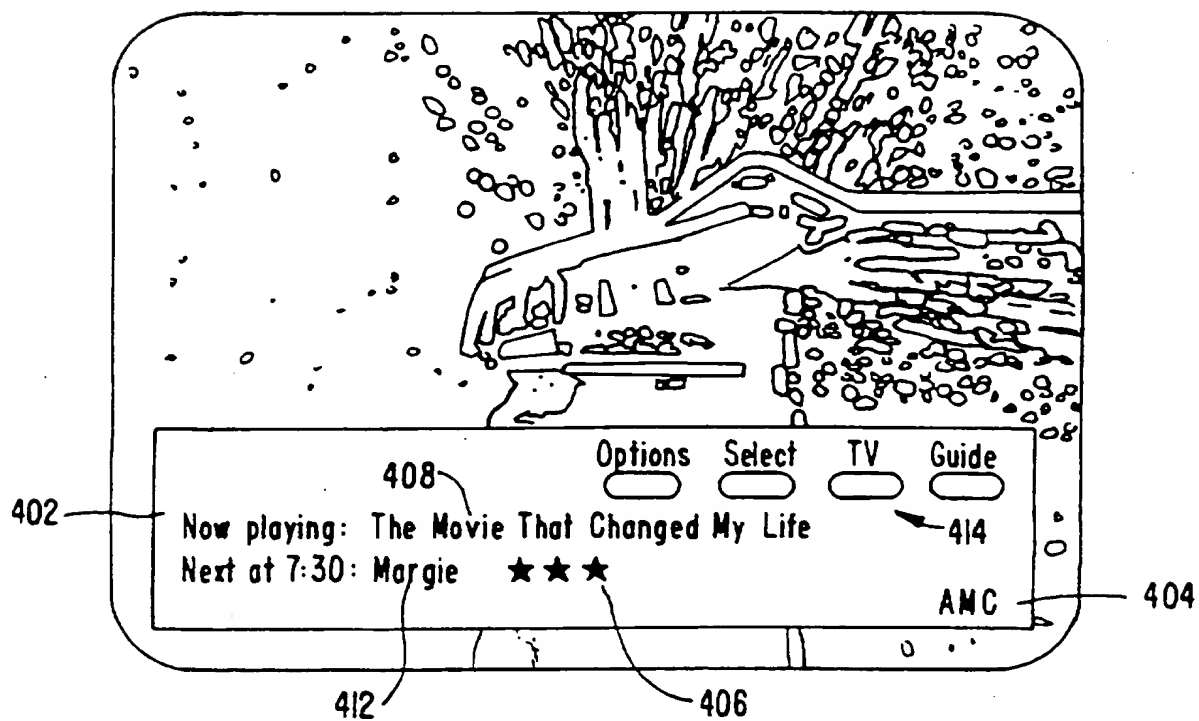 Options Select TV Guide
408
402
Now playing: The Movie That Changed My Life
414
Next at 7:30: Margie ★ ★ ★
AMC
404
412
406